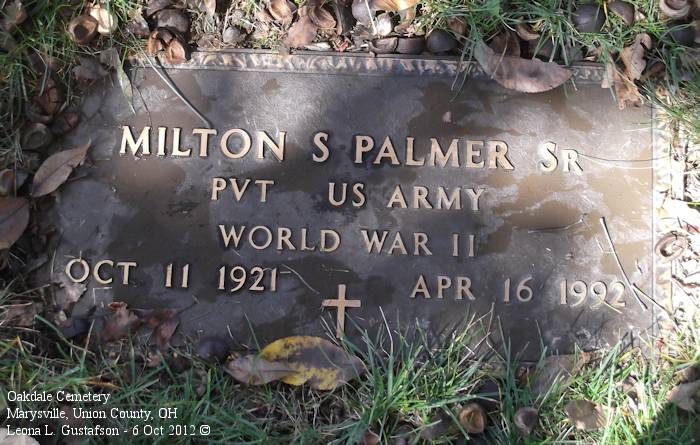 MILTON S PALMER SR
PVT US ARMY
WORLD WAR II
OCT 11 1921 APR 16 1992
Oakdale Cemetery
Marysville, Union County, OH
Leona L. Gustafson - 6 Oct 2012 ©